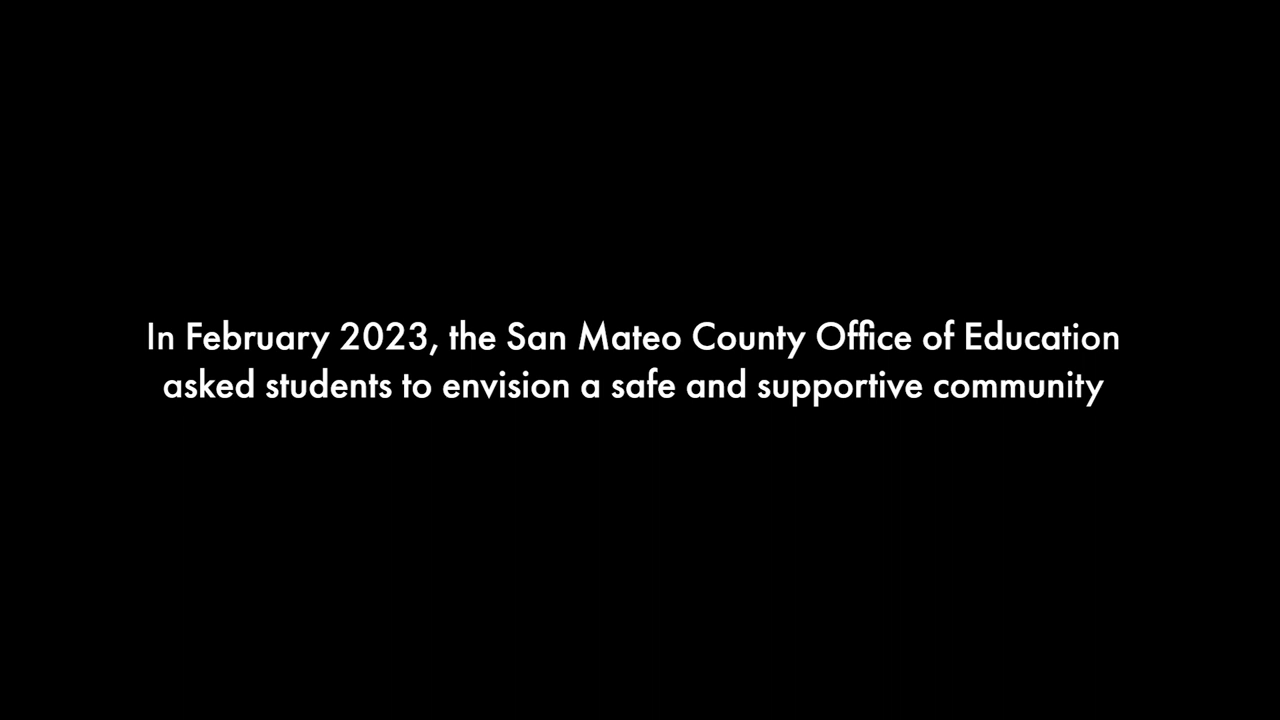 In February 2023, the San Mateo County Office of Education
asked students to envision a safe and supportive community